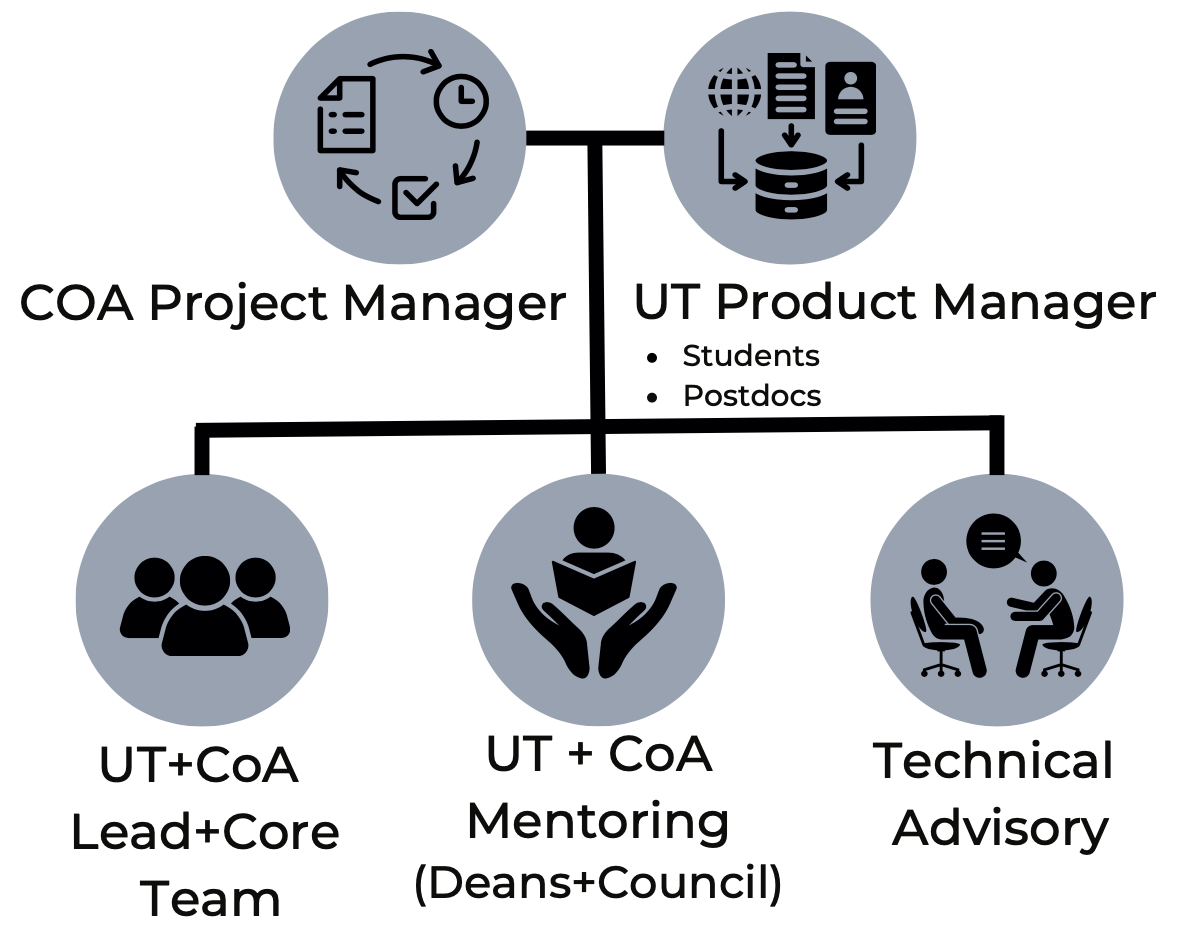 COA Project Manager
UT Product Manager
• Students
• Postdocs
UT+CoA
Lead+Core
Team
UT + CoA
Mentoring
(Deans+Council)
Technical
Advisory